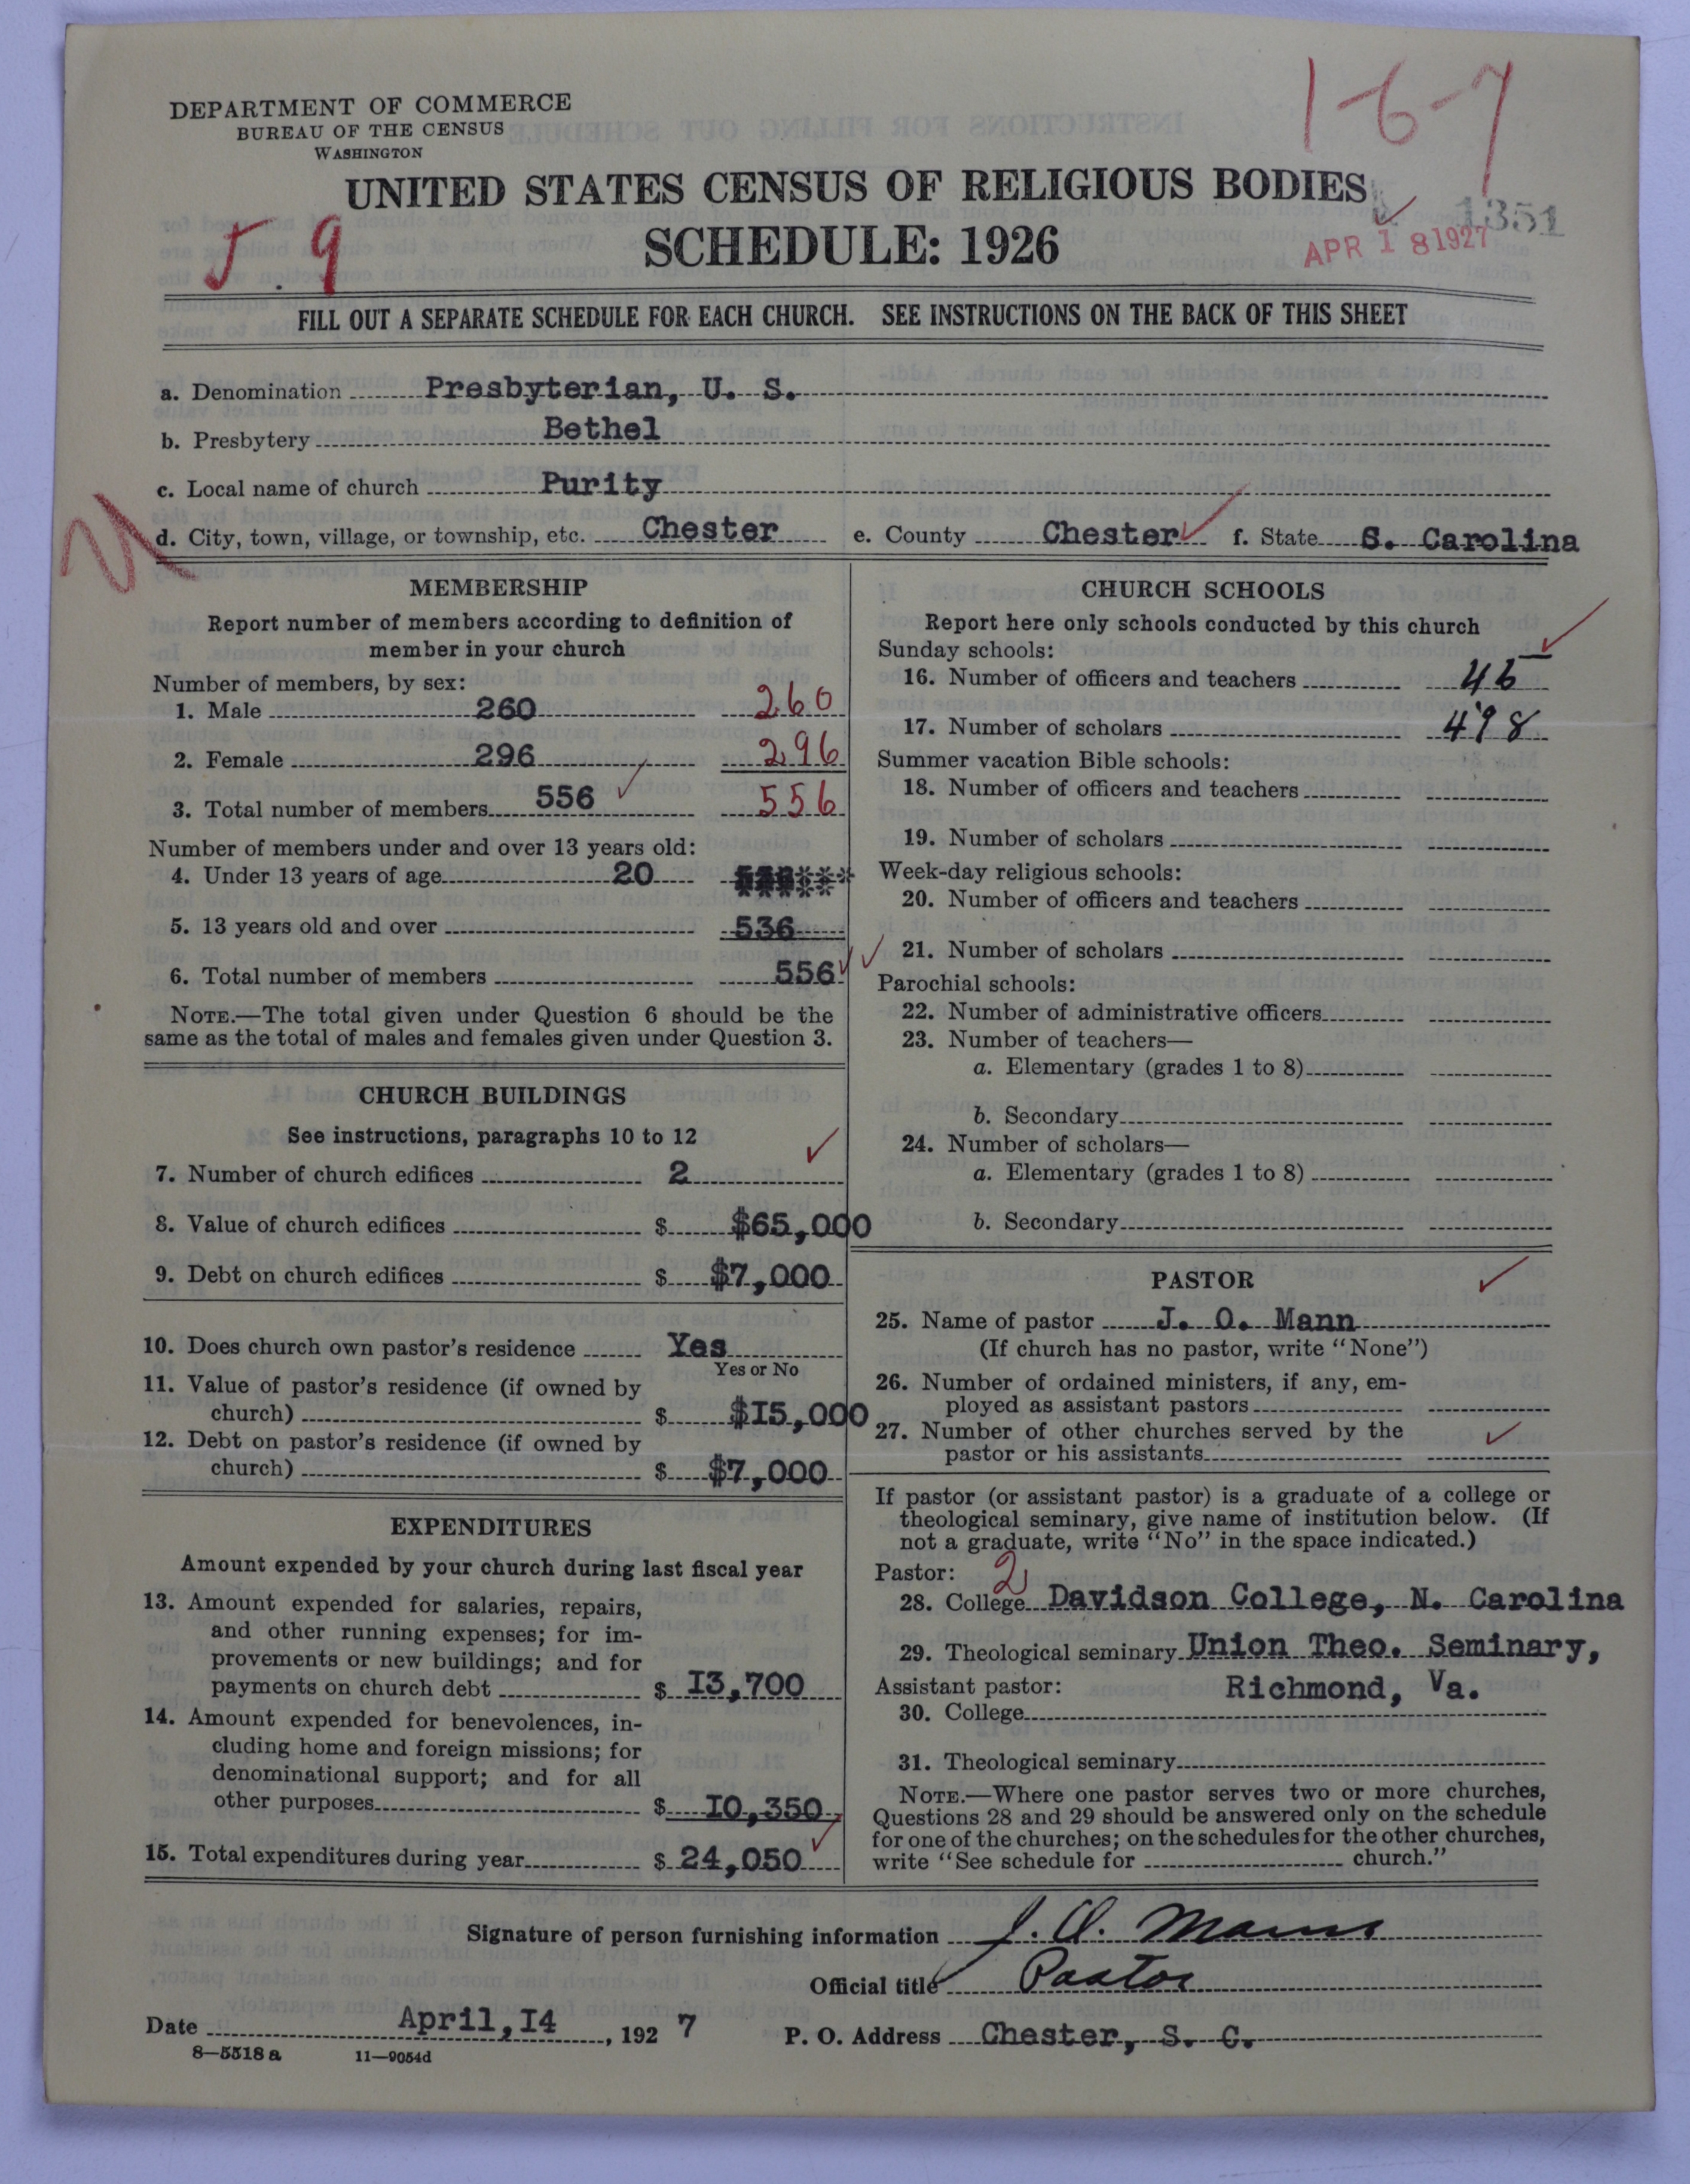 DEPARTMENT OF COMMERCE
BUREAU OF THE CENSUS
WASHINGTON
1-6-7
UNITED STATES CENSUS OF RELIGIOUS BODIES
SCHEDULE: 1926
5 9
1351
APR 18 1927
FILL OUT A SEPARATE SCHEDULE FOR EACH CHURCH. SEE INSTRUCTIONS ON THE BACK OF THIS SHEET
a. Denomination Presbyterian, U. S.
b. Presbytery Bethel
c. Local name of church Purity
d. City, town, village, or township, etc. Chester e. County Chester f. State S. Carolina
MEMBERSHIP
Report number of members according to definition of
member in your church
Number of members, by sex:
1. Male 260 260
2. Female 296 296
3. Total number of members 556 556
Number of members under and over 13 years old:
4. Under 13 years of age 20
5. 13 years old and over 536
6. Total number of members 556
NOTE.—The total given under Question 6 should be the
same as the total of males and females given under Question 3.
CHURCH BUILDINGS
See instructions, paragraphs 10 to 12
7. Number of church edifices 2
8. Value of church edifices $ $65,000
9. Debt on church edifices $ $7,000
10. Does church own pastor's residence Yes
Yes or No
11. Value of pastor's residence (if owned by
church) $ $I5,000
12. Debt on pastor's residence (if owned by
church) $ $7,000
EXPENDITURES
Amount expended by your church during last fiscal year
13. Amount expended for salaries, repairs,
and other running expenses; for im-
provements or new buildings; and for
payments on church debt $ I3,700
14. Amount expended for benevolences, in-
cluding home and foreign missions; for
denominational support; and for all
other purposes $ I0,350
15. Total expenditures during year $ 24,050
CHURCH SCHOOLS
Report here only schools conducted by this church
Sunday schools:
16. Number of officers and teachers 46
17. Number of scholars 498
Summer vacation Bible schools:
18. Number of officers and teachers
19. Number of scholars
Week-day religious schools:
20. Number of officers and teachers
21. Number of scholars
Parochial schools:
22. Number of administrative officers
23. Number of teachers—
a. Elementary (grades 1 to 8)
b. Secondary
24. Number of scholars—
a. Elementary (grades 1 to 8)
b. Secondary
PASTOR
25. Name of pastor J. O. Mann
(If church has no pastor, write "None")
26. Number of ordained ministers, if any, em-
ployed as assistant pastors
27. Number of other churches served by the
pastor or his assistants
If pastor (or assistant pastor) is a graduate of a college or
theological seminary, give name of institution below. (If
not a graduate, write "No" in the space indicated.)
Pastor: 2
28. College Davidson College, N. Carolina
29. Theological seminary Union Theo. Seminary,
Assistant pastor: Richmond, Va.
30. College
31. Theological seminary
NOTE.—Where one pastor serves two or more churches,
Questions 28 and 29 should be answered only on the schedule
for one of the churches; on the schedules for the other churches,
write "See schedule for church."
Signature of person furnishing information J. O. Mann
Official title Pastor
Date April, I4, 1927 P. O. Address Chester, S. C.
8—5518 a 11—9054d